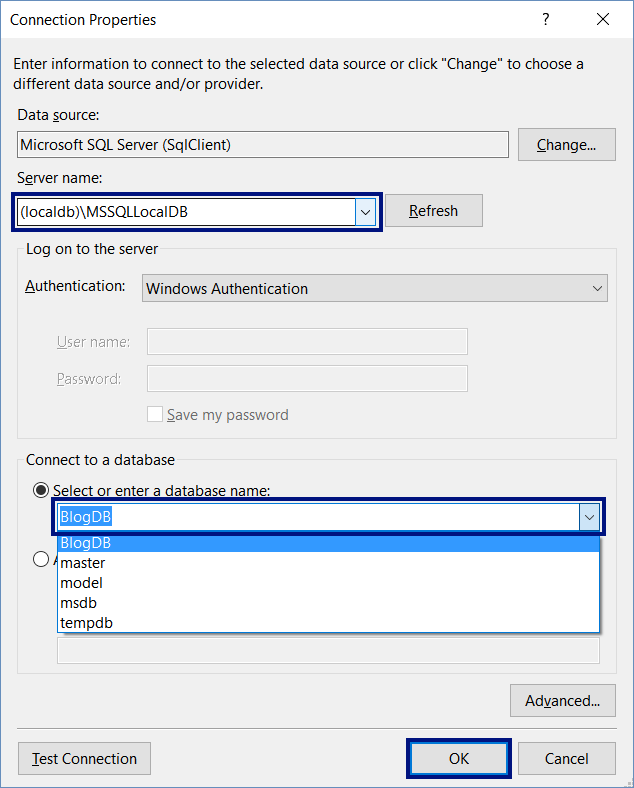 Connection Properties
?
Enter information to connect to the selected data source or click "Change" to choose a
different data source and/or provider.
Data source:
Microsoft SQL Server (SqlClient)
Change...
Server name:
(localdb)\MSSQLLocalDB
Refresh
Log on to the server
Authentication:
Windows Authentication
User name:
Password:
Save my password
Connect to a database
Select or enter a database name:
BlogDB
BlogDB
master
model
msdb
tempdb
Advanced...
Test Connection
OK
Cancel